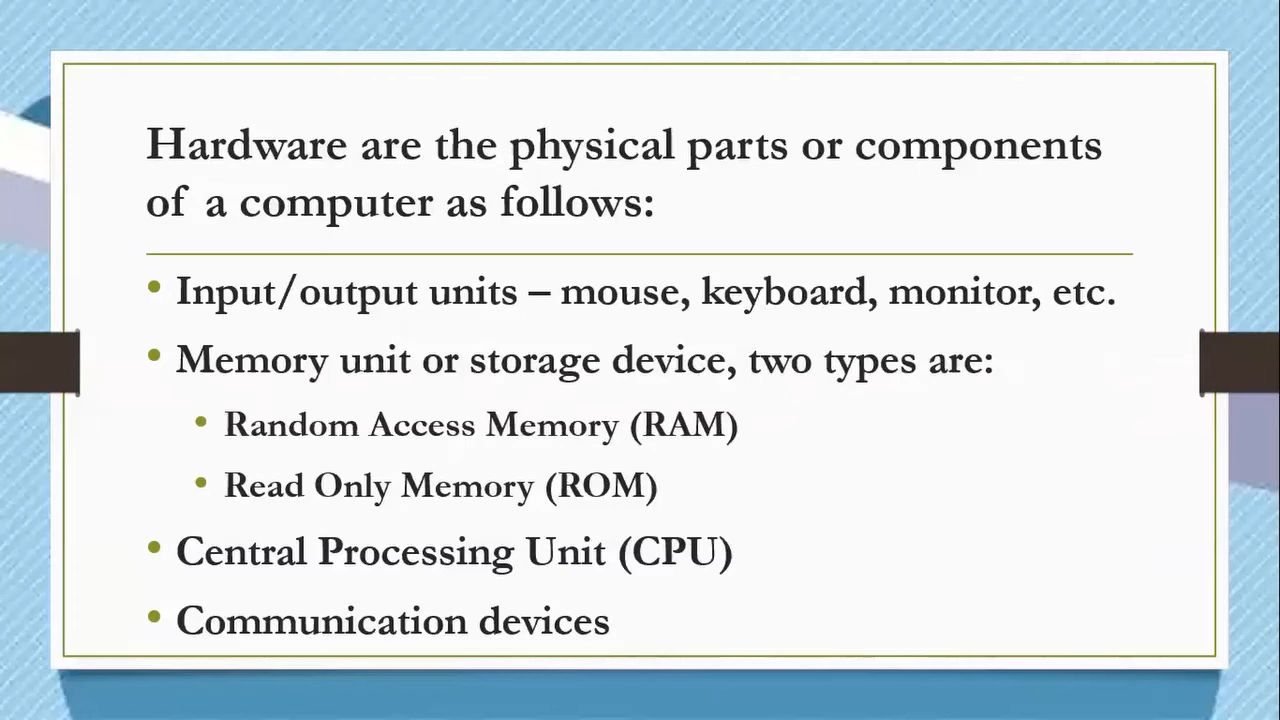 Hardware are the physical parts or components
of a computer as follows:
• Input/output units – mouse, keyboard, monitor, etc.
• Memory unit or storage device, two types are:
• Random Access Memory (RAM)
• Read Only Memory (ROM)
• Central Processing Unit (CPU)
• Communication devices